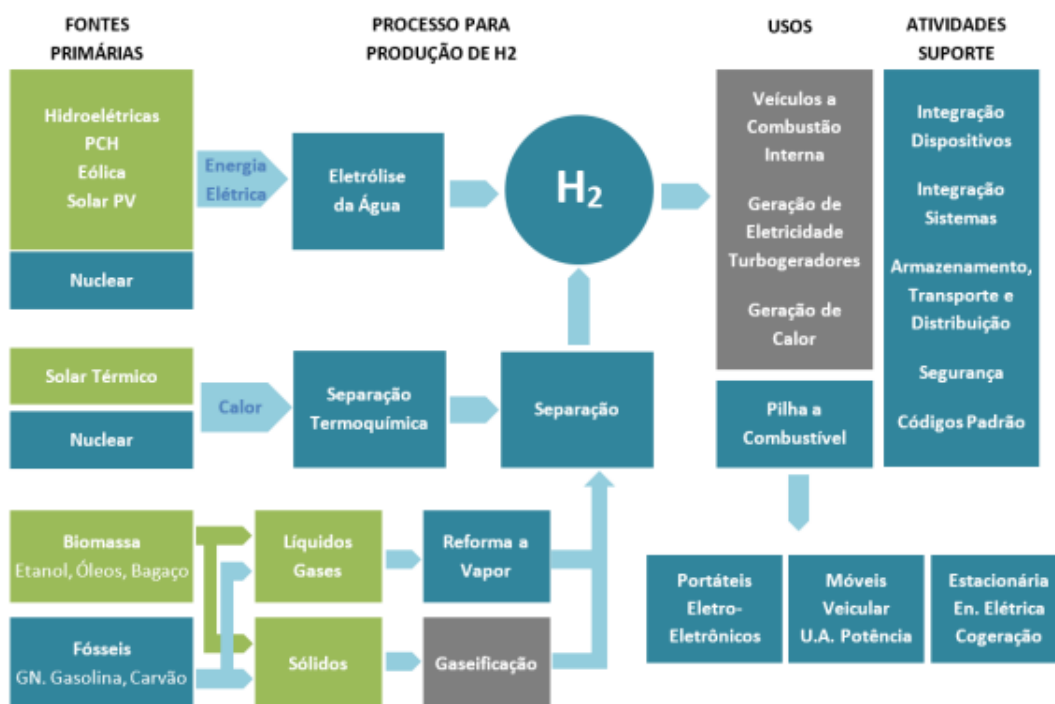 FONTES
PRIMÁRIAS
PROCESSO PARA
PRODUÇÃO DE H2
USOS
ATIVIDADES
SUPORTE
Hidroelétricas
PCH
Eólica
Solar PV
Nuclear
Energia
Elétrica
Eletrólise
da Água
H2
Veículos a
Combustão
Interna
Geração de
Eletricidade
Turbogeradores
Geração de
Calor
Pilha a
Combustível
Integração
Dispositivos
Integração
Sistemas
Armazenamento,
Transporte e
Distribuição
Segurança
Códigos Padrão
Solar Térmico
Nuclear
Calor
Separação
Termoquímica
Separação
Biomassa
Etanol, Óleos, Bagaço
Líquidos
Gases
Reforma a
Vapor
Fósseis
GN. Gasolina, Carvão
Sólidos
Gaseificação
Portáteis
Eletro-
Eletrônicos
Móveis
Veicular
U.A. Potência
Estacionária
En. Elétrica
Cogeração